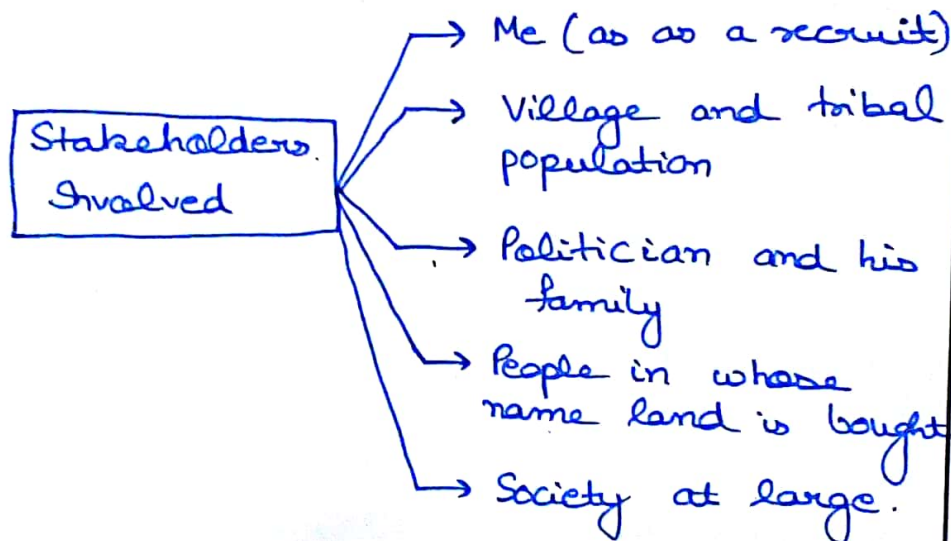 Stakeholders
Involved
Me (as as a recruit)
Village and tribal
population
Politician and his
family
People in whose
name land is bought
Society at large.